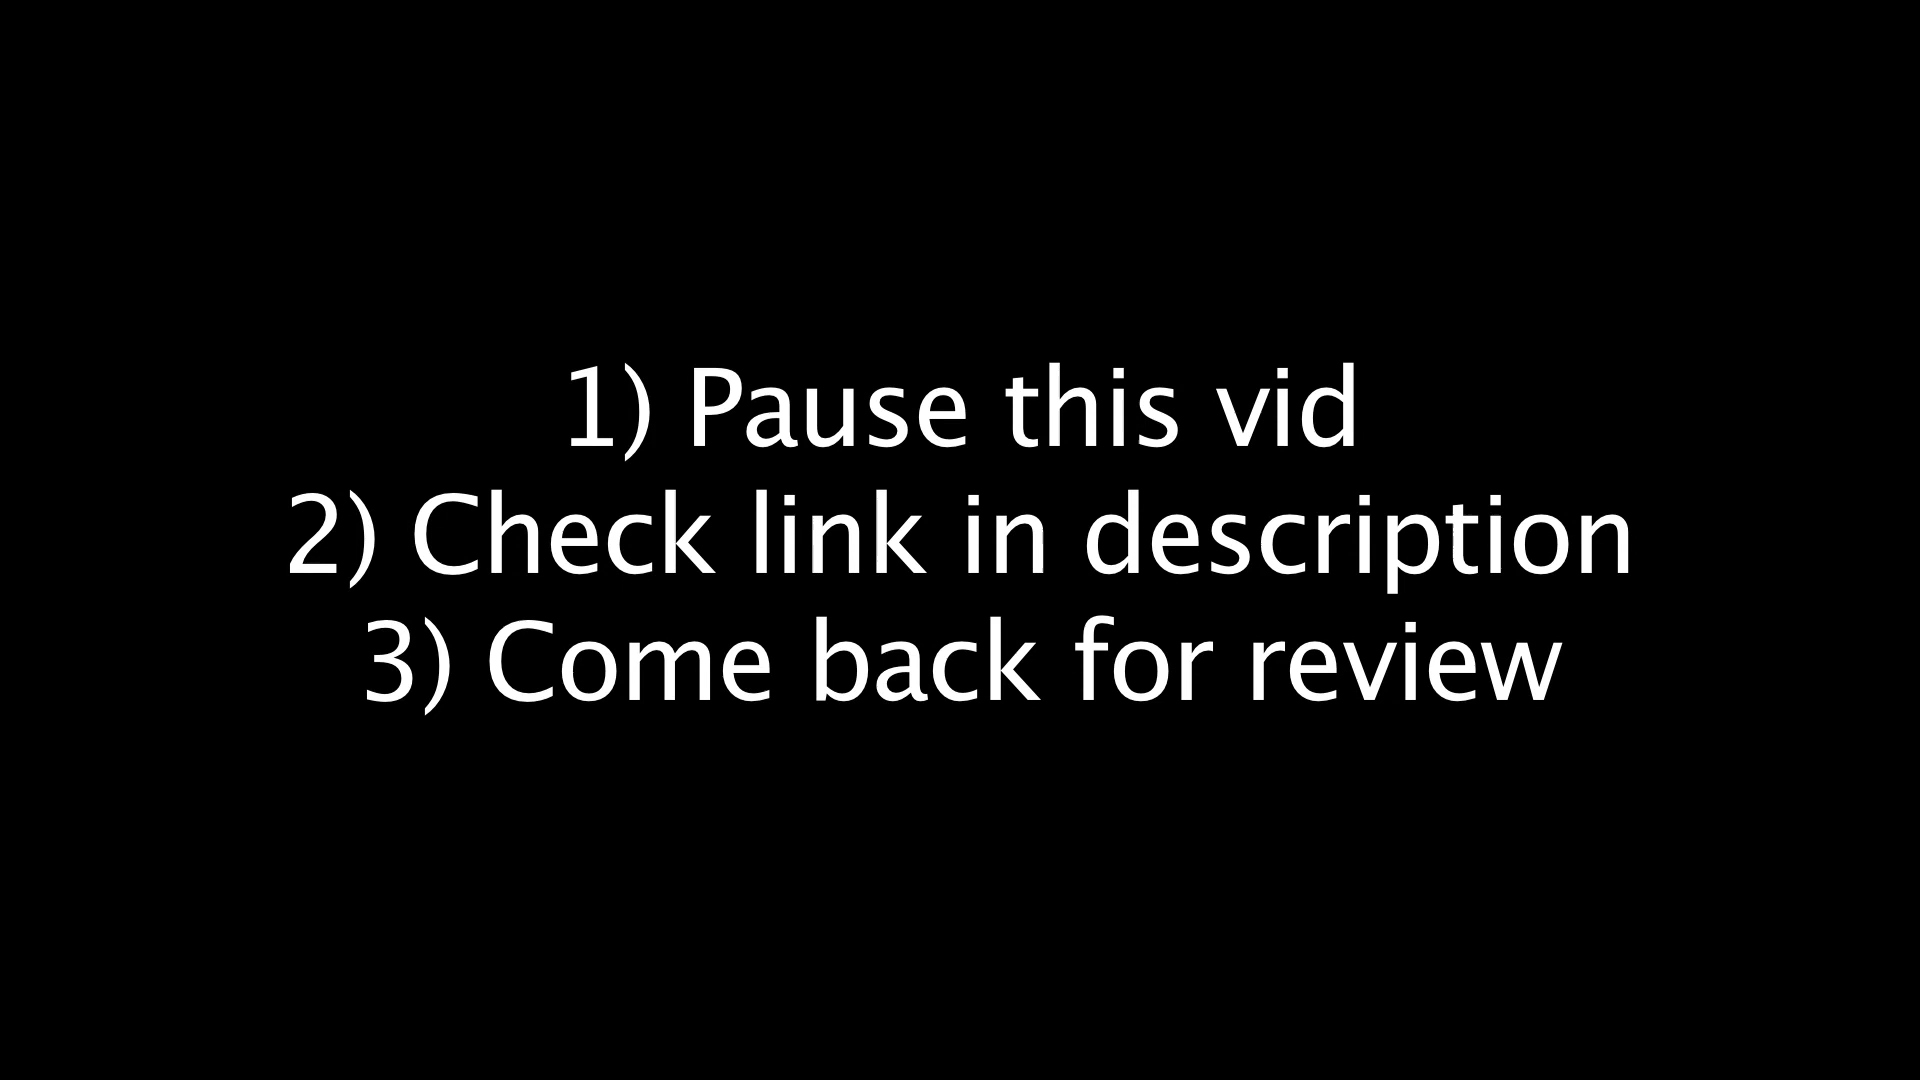 1) Pause this vid
2) Check link in description
3) Come back for review